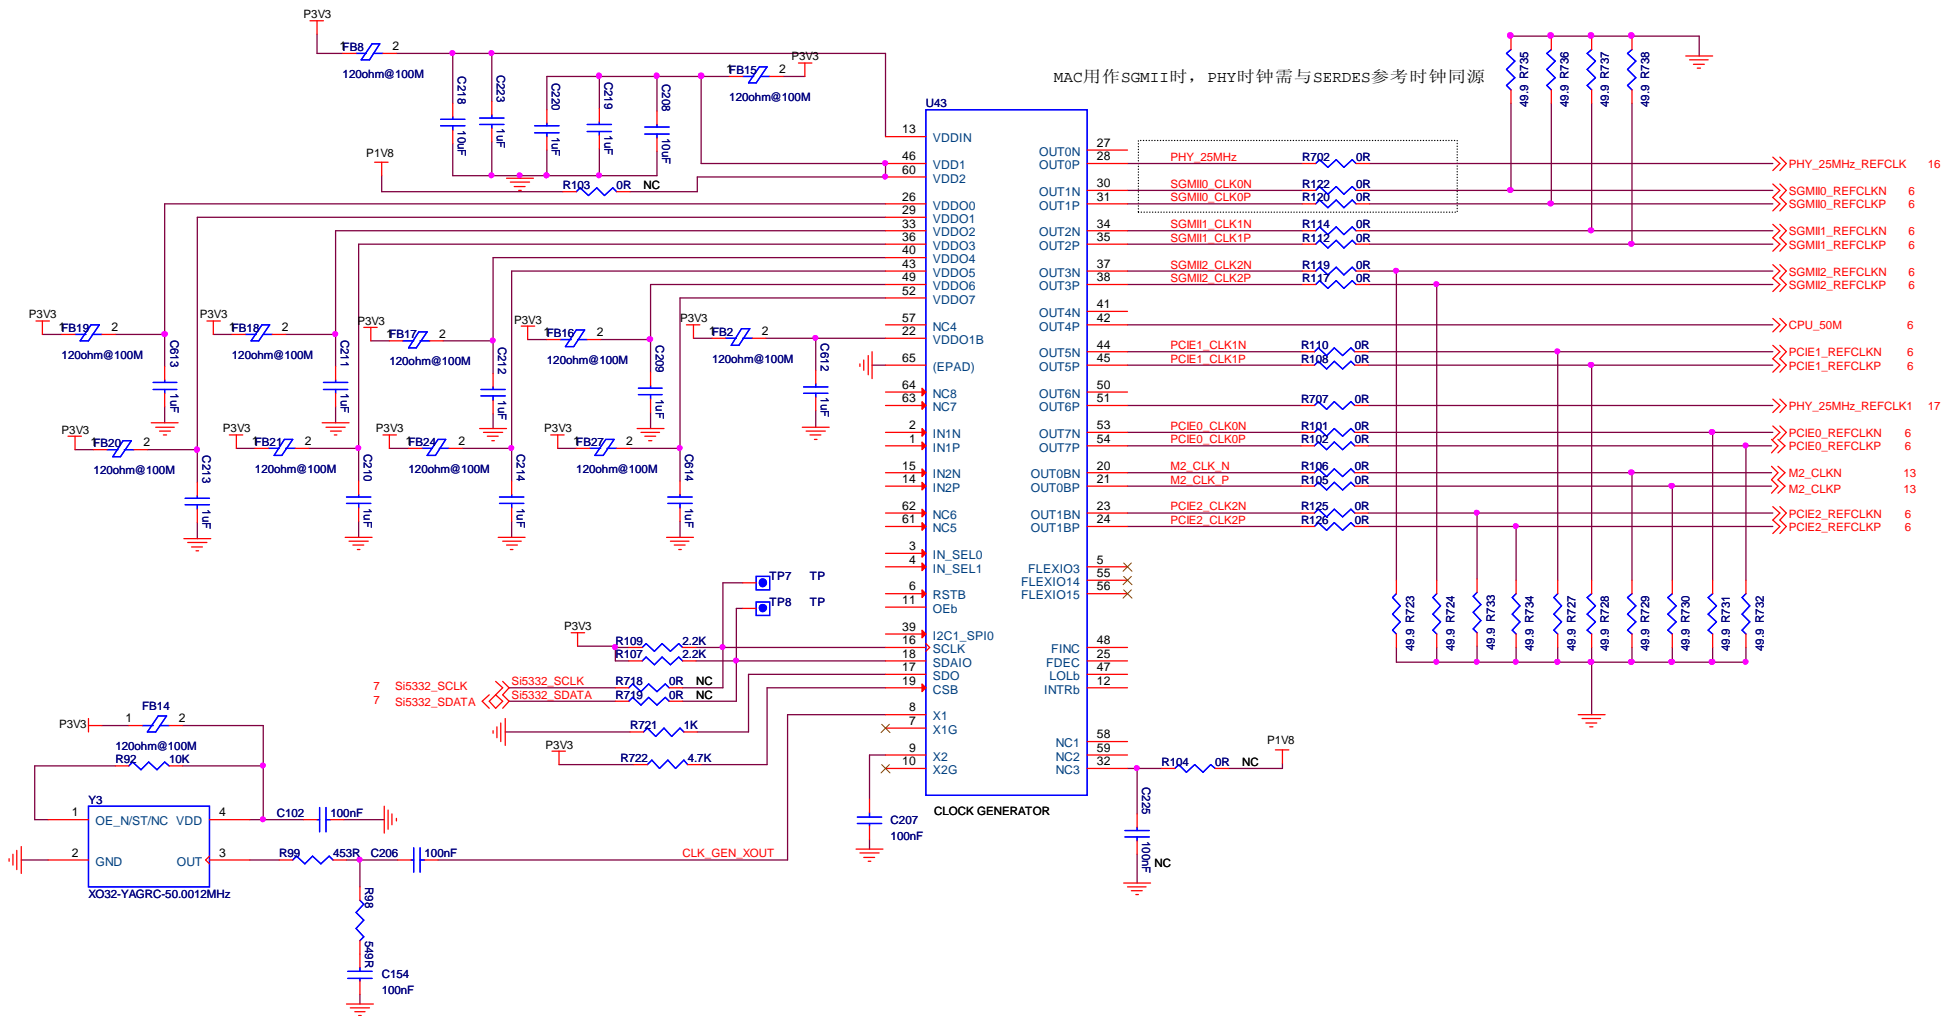 P3V3
1 FB8 2
120ohm@100M
C218
10uF
C223
1uF
C220
1uF
C219
1uF
C208
10uF
1 FB15 2
P3V3
120ohm@100M
P1V8
R103 0R NC
MAC用作SGMII时，PHY时钟需与SERDES参考时钟同源
49.9 R735
49.9 R736
49.9 R737
49.9 R738
U43
13 VDDIN
46 VDD1
60 VDD2
26 VDDO0
29 VDDO1
33 VDDO2
36 VDDO3
40 VDDO4
43 VDDO5
49 VDDO6
52 VDDO7
57 NC4
22 VDDO1B
65 (EPAD)
64 NC8
63 NC7
2 IN1N
1 IN1P
15 IN2N
14 IN2P
62 NC6
61 NC5
3 IN_SEL0
4 IN_SEL1
6 RSTB
11 OEb
39 I2C1_SPI0
16 SCLK
18 SDAIO
17 SDO
19 CSB
8 X1
7 X1G
9 X2
10 X2G
CLOCK GENERATOR
OUT0N 27
OUT0P 28 PHY_25MHz R702 0R PHY_25MHz_REFCLK 16
OUT1N 30 SGMII0_CLK0N R122 0R SGMII0_REFCLKN 6
OUT1P 31 SGMII0_CLK0P R120 0R SGMII0_REFCLKP 6
OUT2N 34 SGMII1_CLK1N R114 0R SGMII1_REFCLKN 6
OUT2P 35 SGMII1_CLK1P R112 0R SGMII1_REFCLKP 6
OUT3N 37 SGMII2_CLK2N R119 0R SGMII2_REFCLKN 6
OUT3P 38 SGMII2_CLK2P R117 0R SGMII2_REFCLKP 6
OUT4N 41
OUT4P 42 CPU_50M 6
OUT5N 44 PCIE1_CLK1N R110 0R PCIE1_REFCLKN 6
OUT5P 45 PCIE1_CLK1P R108 0R PCIE1_REFCLKP 6
OUT6N 50
OUT6P 51 R707 0R PHY_25MHz_REFCLK1 17
OUT7N 53 PCIE0_CLK0N R101 0R PCIE0_REFCLKN 6
OUT7P 54 PCIE0_CLK0P R102 0R PCIE0_REFCLKP 6
OUT0BN 20 M2_CLK_N R106 0R M2_CLKN 13
OUT0BP 21 M2_CLK_P R105 0R M2_CLKP 13
OUT1BN 23 PCIE2_CLK2N R125 0R PCIE2_REFCLKN 6
OUT1BP 24 PCIE2_CLK2P R126 0R PCIE2_REFCLKP 6
FLEXIO3 5
FLEXIO14 55
FLEXIO15 56
FINC 48
FDEC 25
LOLb 47
INTRb 12
NC1 58
NC2 59
NC3 32
R104 0R NC
P1V8
C225
100nF
NC
49.9 R723
49.9 R724
49.9 R733
49.9 R734
49.9 R727
49.9 R728
49.9 R729
49.9 R730
49.9 R731
49.9 R732
P3V3
1 FB19 2
120ohm@100M
C613
1uF
P3V3
1 FB18 2
120ohm@100M
C211
1uF
P3V3
1 FB17 2
120ohm@100M
C212
1uF
P3V3
1 FB16 2
120ohm@100M
C209
1uF
P3V3
1 FB2 2
120ohm@100M
C612
1uF
P3V3
1 FB20 2
120ohm@100M
C213
1uF
P3V3
1 FB21 2
120ohm@100M
C210
1uF
P3V3
1 FB24 2
120ohm@100M
C214
1uF
P3V3
1 FB27 2
120ohm@100M
C614
1uF
TP7 TP
TP8 TP
P3V3
R109 2.2K
R107 2.2K
7 Si5332_SCLK Si5332_SCLK R718 0R NC
7 Si5332_SDATA Si5332_SDATA R719 0R NC
R721 1K
P3V3
R722 4.7K
FB14
P3V3 1 2
120ohm@100M
R92 10K
Y3
1 OE_N/ST/NC VDD 4
2 GND OUT 3
XO32-YAGRC-50.0012MHz
C102 100nF
R99 453R
C206 100nF
CLK_GEN_XOUT
R98
549R
C154
100nF
C207
100nF